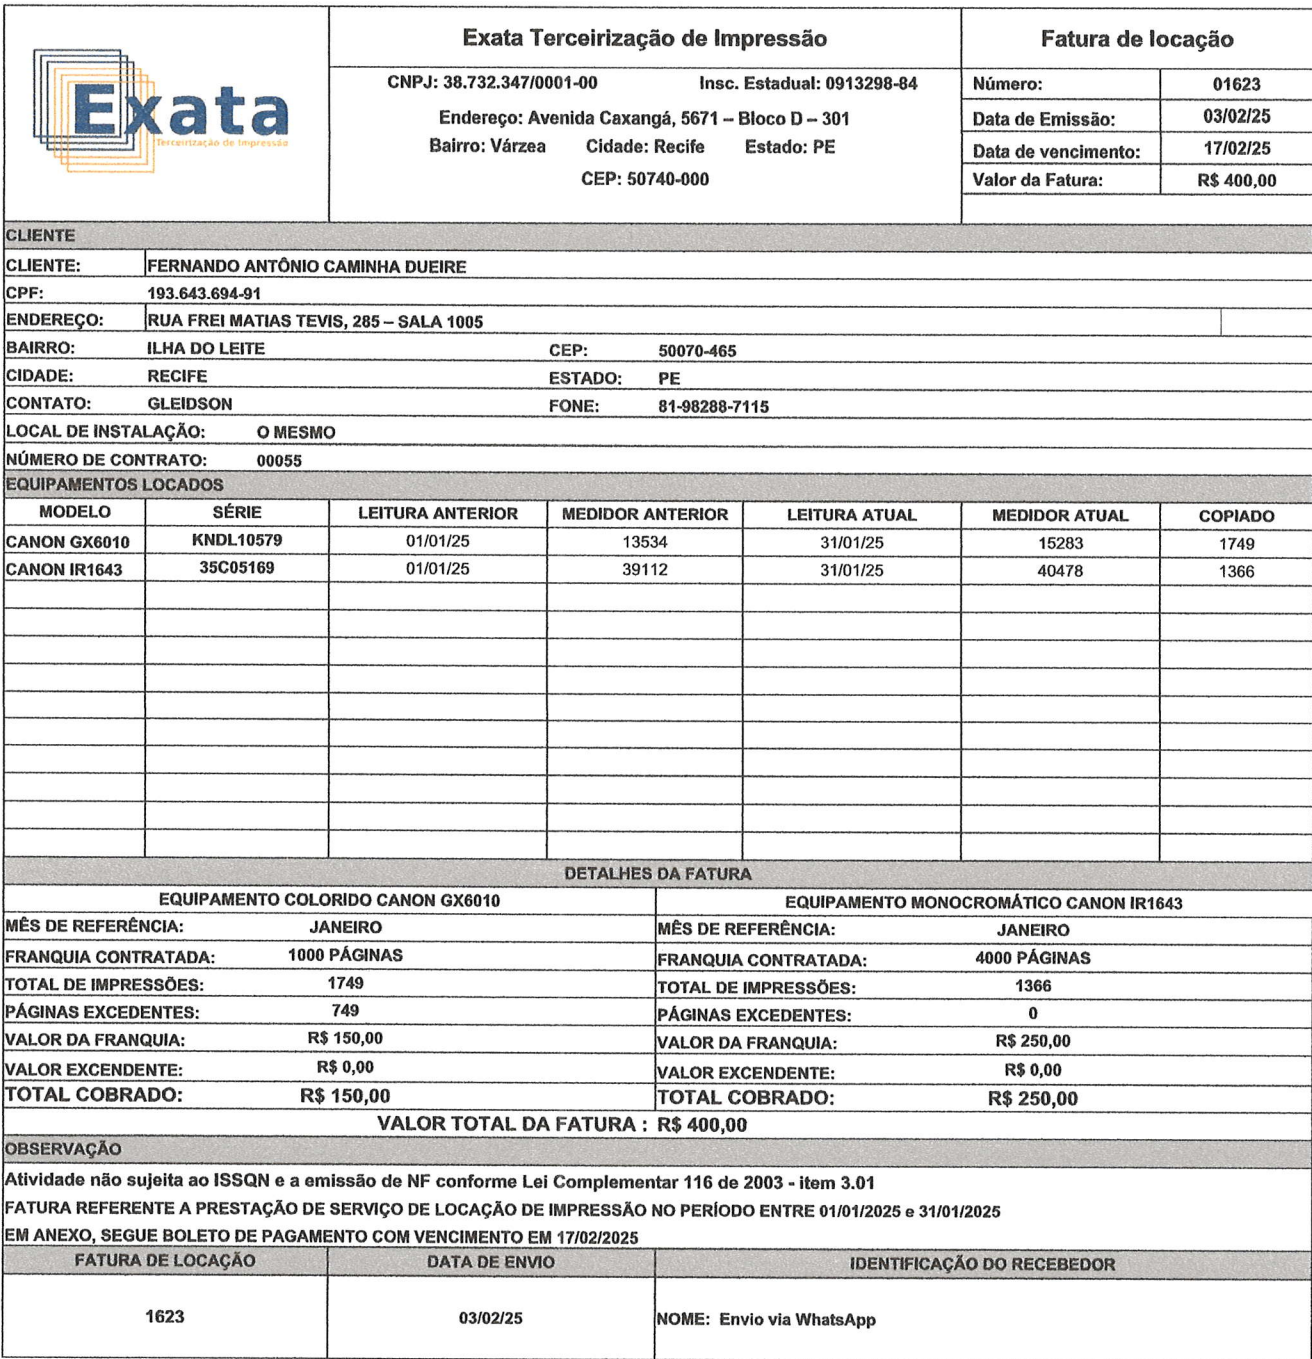 Exata
Terceirização de Impressão
Exata Terceirização de Impressão
CNPJ: 38.732.347/0001-00 Insc. Estadual: 0913298-84
Endereço: Avenida Caxangá, 5671 – Bloco D – 301
Bairro: Várzea Cidade: Recife Estado: PE
CEP: 50740-000
Fatura de locação
Número: 01623
Data de Emissão: 03/02/25
Data de vencimento: 17/02/25
Valor da Fatura: R$ 400,00
CLIENTE
CLIENTE: FERNANDO ANTÔNIO CAMINHA DUEIRE
CPF: 193.643.694-91
ENDEREÇO: RUA FREI MATIAS TEVIS, 285 – SALA 1005
BAIRRO: ILHA DO LEITE CEP: 50070-465
CIDADE: RECIFE ESTADO: PE
CONTATO: GLEIDSON FONE: 81-98288-7115
LOCAL DE INSTALAÇÃO: O MESMO
NÚMERO DE CONTRATO: 00055
EQUIPAMENTOS LOCADOS
MODELO SÉRIE LEITURA ANTERIOR MEDIDOR ANTERIOR LEITURA ATUAL MEDIDOR ATUAL COPIADO
CANON GX6010 KNDL10579 01/01/25 13534 31/01/25 15283 1749
CANON IR1643 35C05169 01/01/25 39112 31/01/25 40478 1366
DETALHES DA FATURA
EQUIPAMENTO COLORIDO CANON GX6010 EQUIPAMENTO MONOCROMÁTICO CANON IR1643
MÊS DE REFERÊNCIA: JANEIRO MÊS DE REFERÊNCIA: JANEIRO
FRANQUIA CONTRATADA: 1000 PÁGINAS FRANQUIA CONTRATADA: 4000 PÁGINAS
TOTAL DE IMPRESSÕES: 1749 TOTAL DE IMPRESSÕES: 1366
PÁGINAS EXCEDENTES: 749 PÁGINAS EXCEDENTES: 0
VALOR DA FRANQUIA: R$ 150,00 VALOR DA FRANQUIA: R$ 250,00
VALOR EXCENDENTE: R$ 0,00 VALOR EXCENDENTE: R$ 0,00
TOTAL COBRADO: R$ 150,00 TOTAL COBRADO: R$ 250,00
VALOR TOTAL DA FATURA : R$ 400,00
OBSERVAÇÃO
Atividade não sujeita ao ISSQN e a emissão de NF conforme Lei Complementar 116 de 2003 - item 3.01
FATURA REFERENTE A PRESTAÇÃO DE SERVIÇO DE LOCAÇÃO DE IMPRESSÃO NO PERÍODO ENTRE 01/01/2025 e 31/01/2025
EM ANEXO, SEGUE BOLETO DE PAGAMENTO COM VENCIMENTO EM 17/02/2025
FATURA DE LOCAÇÃO DATA DE ENVIO IDENTIFICAÇÃO DO RECEBEDOR
1623 03/02/25 NOME: Envio via WhatsApp